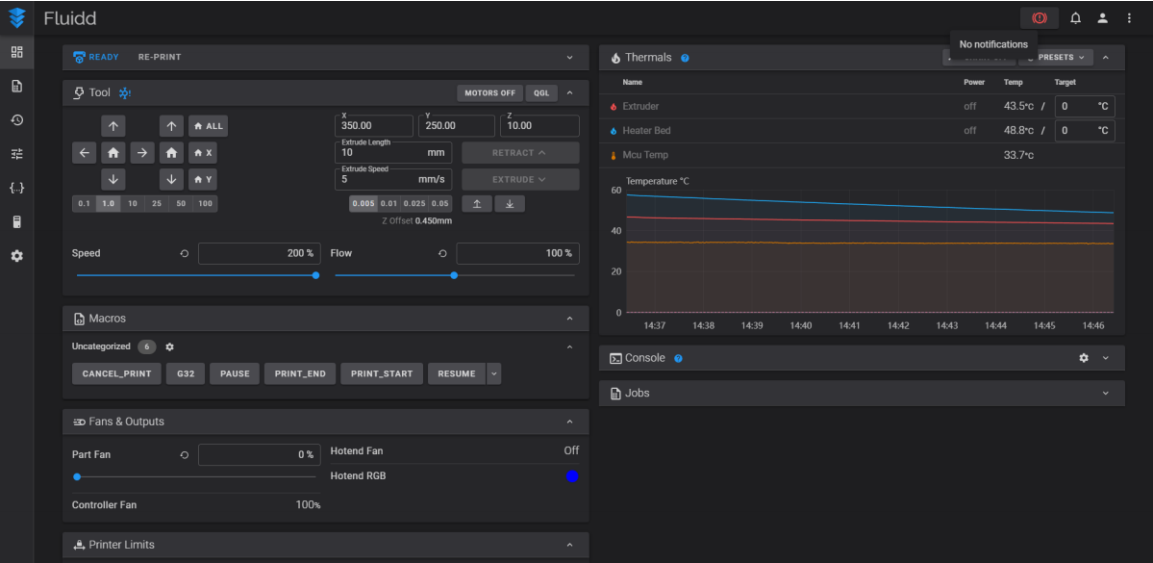 Fluidd
No notifications
READY RE-PRINT
Tool
MOTORS OFF QGL
ALL
X
Y
X
350.00
Y
250.00
Z
10.00
Extrude Length
10 mm
RETRACT
Extrude Speed
5 mm/s
EXTRUDE
0.1 1.0 10 25 50 100
0.005 0.01 0.025 0.05
Z Offset 0.450mm
Speed 200 %
Flow 100 %
Macros
Uncategorized 6
CANCEL_PRINT G32 PAUSE PRINT_END PRINT_START RESUME
Fans & Outputs
Part Fan 0 %
Hotend Fan Off
Hotend RGB
Controller Fan 100%
Printer Limits
Thermals
PRESETS
Name Power Temp Target
Extruder off 43.5°C / 0 °C
Heater Bed off 48.8°C / 0 °C
Mcu Temp 33.7°C
Temperature °C
60
40
20
0
14:37 14:38 14:39 14:40 14:41 14:42 14:43 14:44 14:45 14:46
Console
Jobs